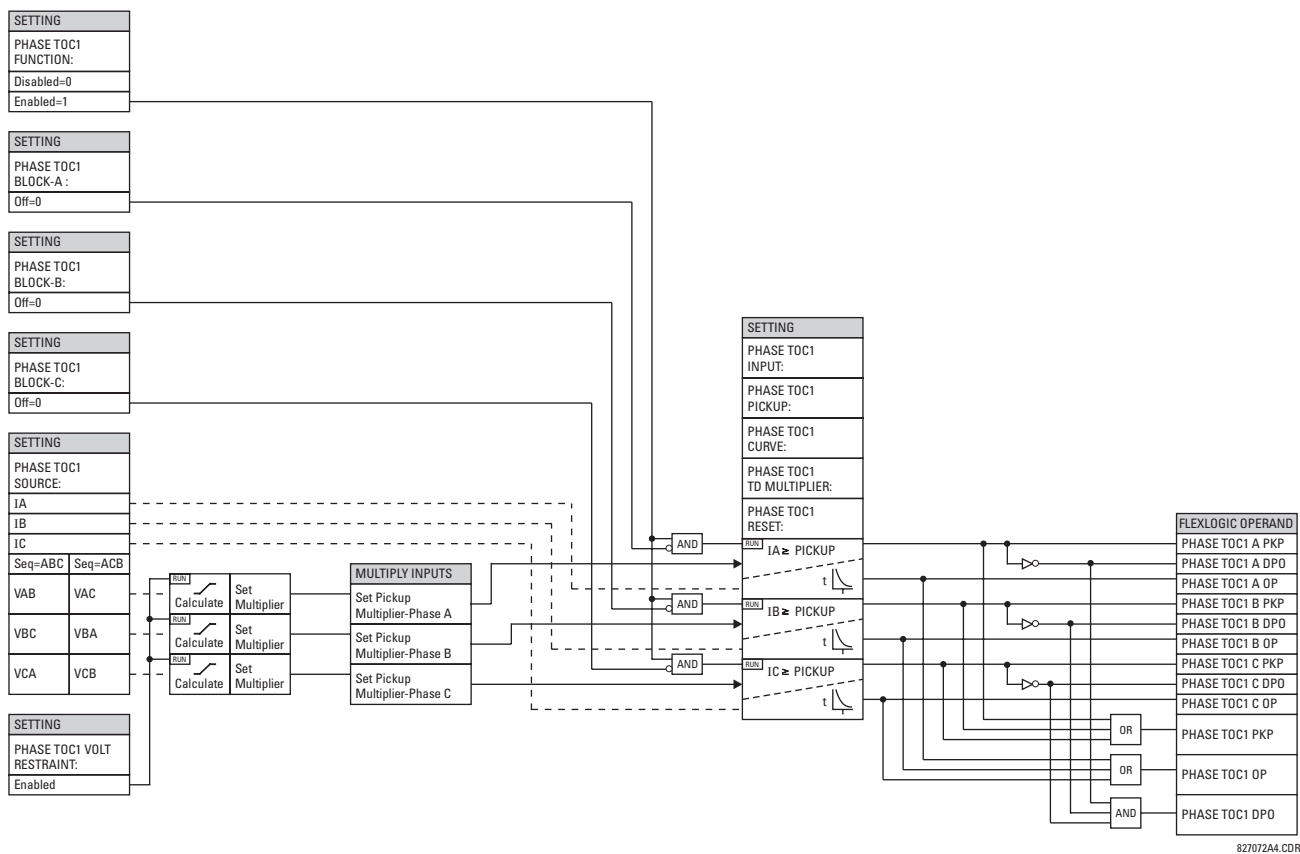 SETTING
PHASE TOC1
FUNCTION:
Disabled=0
Enabled=1
SETTING
PHASE TOC1
BLOCK-A :
Off=0
SETTING
PHASE TOC1
BLOCK-B:
Off=0
SETTING
PHASE TOC1
BLOCK-C:
Off=0
SETTING
PHASE TOC1
SOURCE:
IA
IB
IC
Seq=ABC Seq=ACB
VAB VAC
VBC VBA
VCA VCB
SETTING
PHASE TOC1 VOLT
RESTRAINT:
Enabled
RUN
Calculate
Set
Multiplier
RUN
Calculate
Set
Multiplier
RUN
Calculate
Set
Multiplier
MULTIPLY INPUTS
Set Pickup
Multiplier-Phase A
Set Pickup
Multiplier-Phase B
Set Pickup
Multiplier-Phase C
AND
AND
AND
SETTING
PHASE TOC1
INPUT:
PHASE TOC1
PICKUP:
PHASE TOC1
CURVE:
PHASE TOC1
TD MULTIPLIER:
PHASE TOC1
RESET:
RUN IA ≥ PICKUP
t
RUN IB ≥ PICKUP
t
RUN IC ≥ PICKUP
t
OR
OR
AND
FLEXLOGIC OPERAND
PHASE TOC1 A PKP
PHASE TOC1 A DPO
PHASE TOC1 A OP
PHASE TOC1 B PKP
PHASE TOC1 B DPO
PHASE TOC1 B OP
PHASE TOC1 C PKP
PHASE TOC1 C DPO
PHASE TOC1 C OP
PHASE TOC1 PKP
PHASE TOC1 OP
PHASE TOC1 DPO
827072A4.CDR